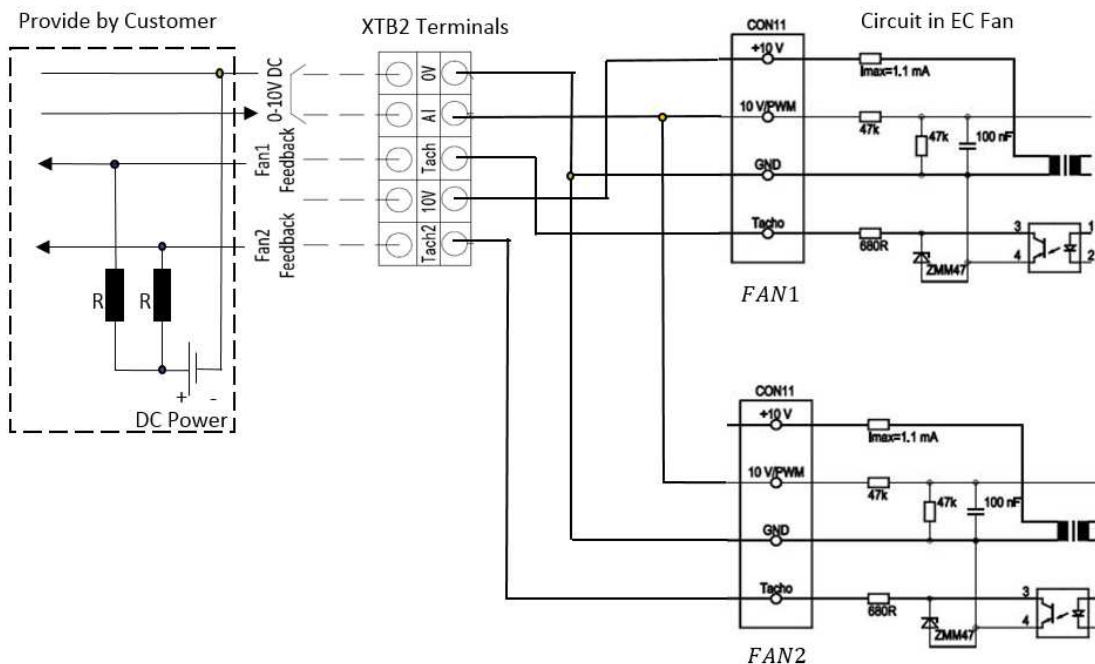 Provide by Customer
XTB2 Terminals
Circuit in EC Fan
0-10V DC
Fan1
Feedback
Fan2
Feedback
R
R
+ -
DC Power
0V
AI
Tach
10V
Tach2
CON11
+10 V
Imax=1.1 mA
10 V/PWM
47k
47k
100 nF
GND
Tacho
680R
ZMM47
3
4
1
2
FAN1
CON11
+10 V
Imax=1.1 mA
10 V/PWM
47k
47k
100 nF
GND
Tacho
680R
ZMM47
3
4
FAN2